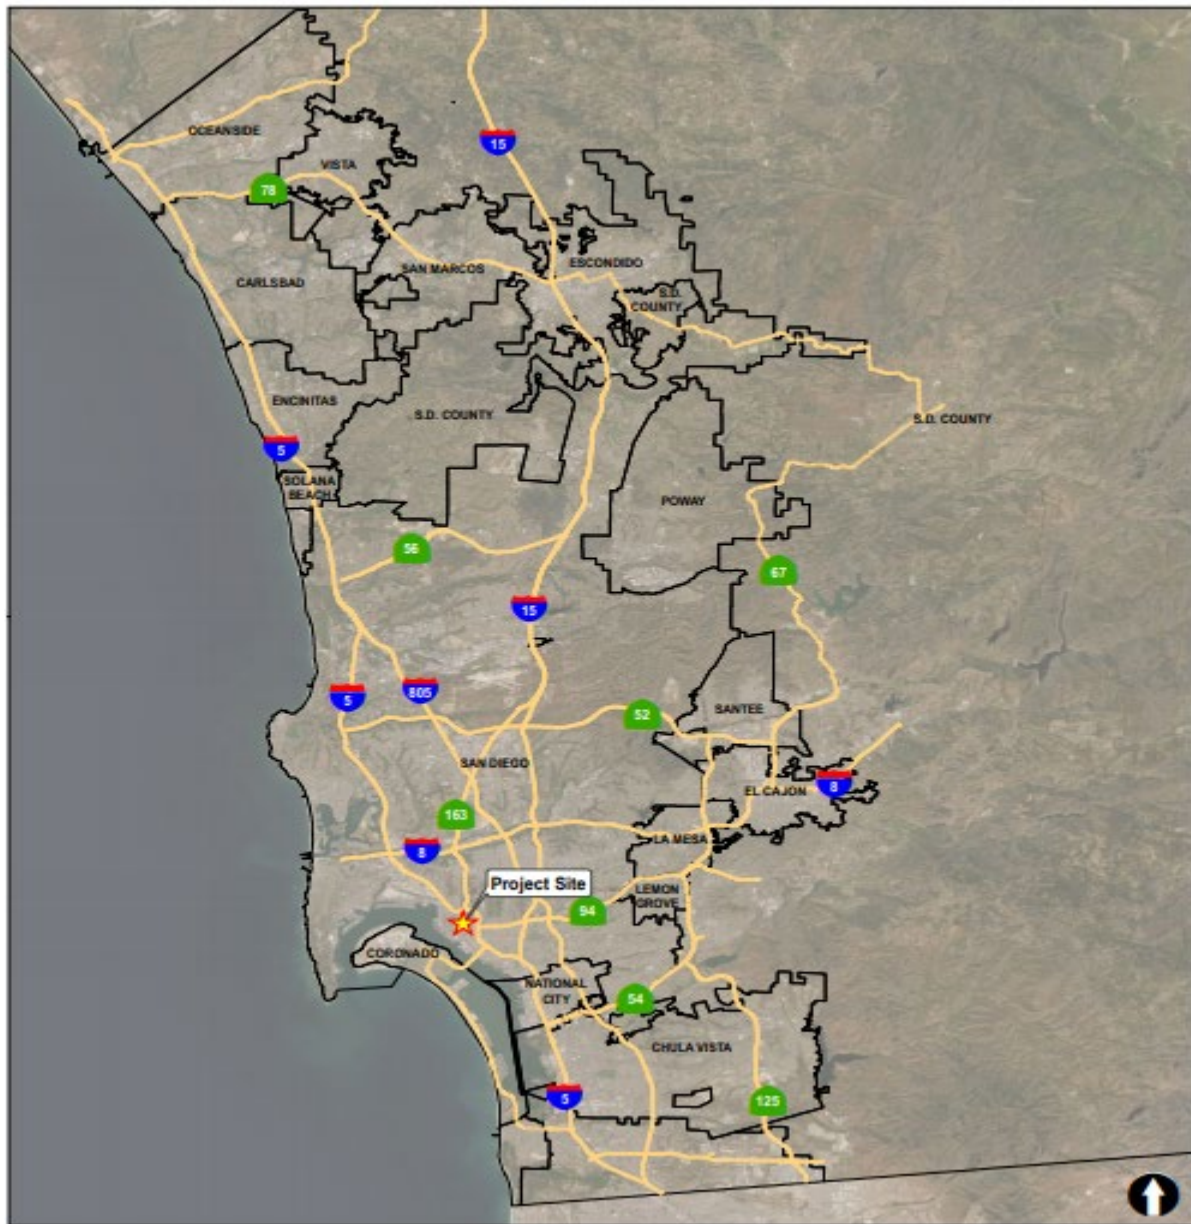 OCEANSIDE
15
VISTA
78
SAN MARCOS
ESCONDIDO
CARLSBAD
S.D.
COUNTY
ENCINITAS
S.D. COUNTY
S.D. COUNTY
5
SOLANA
BEACH
POWAY
56
67
15
5
805
52
SANTEE
SAN DIEGO
EL CAJON
8
163
LA MESA
8
Project Site
LEMON
GROVE
94
CORONADO
NATIONAL
CITY
54
CHULA VISTA
5
125